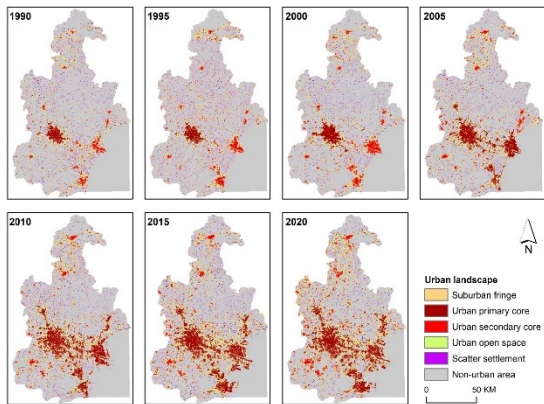 1990
1995
2000
2005
2010
2015
2020
N
Urban landscape
Suburban fringe
Urban primary core
Urban secondary core
Urban open space
Scatter settlement
Non-urban area
0 50 KM